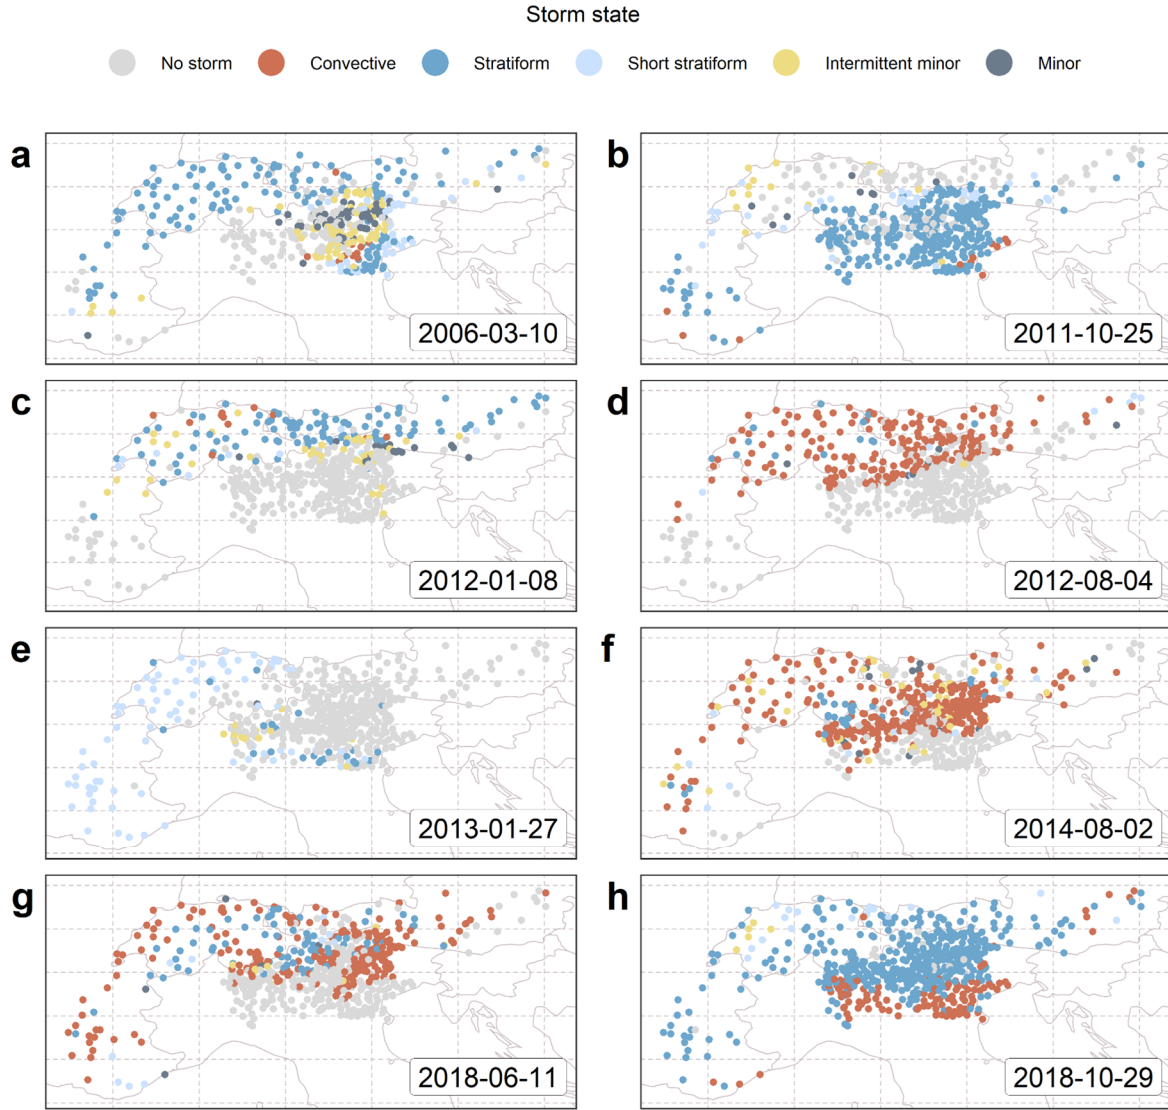 Storm state
No storm Convective Stratiform Short stratiform Intermittent minor Minor
a b
2006-03-10 2011-10-25
c d
2012-01-08 2012-08-04
e f
2013-01-27 2014-08-02
g h
2018-06-11 2018-10-29